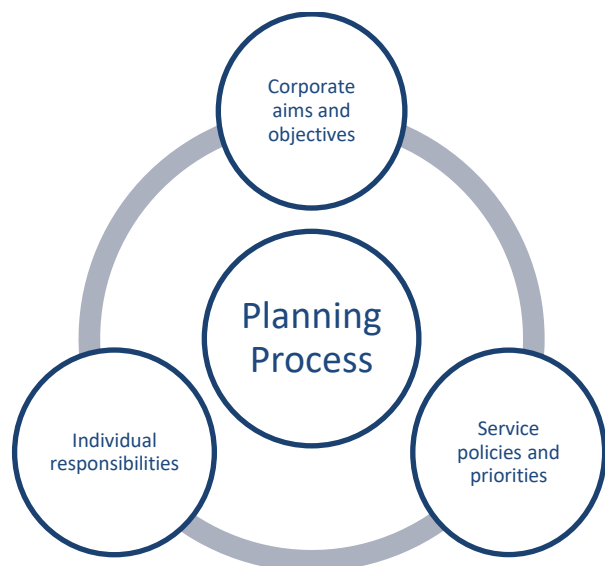 Corporate
aims and
objectives
Planning
Process
Individual
responsibilities
Service
policies and
priorities